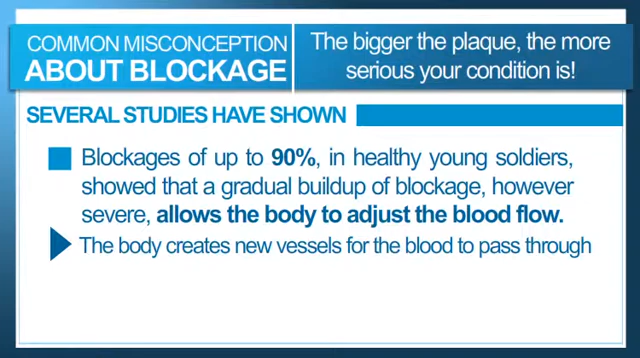 COMMON MISCONCEPTION
ABOUT BLOCKAGE
The bigger the plaque, the more
serious your condition is!
SEVERAL STUDIES HAVE SHOWN
Blockages of up to 90%, in healthy young soldiers,
showed that a gradual buildup of blockage, however
severe, allows the body to adjust the blood flow.
The body creates new vessels for the blood to pass through